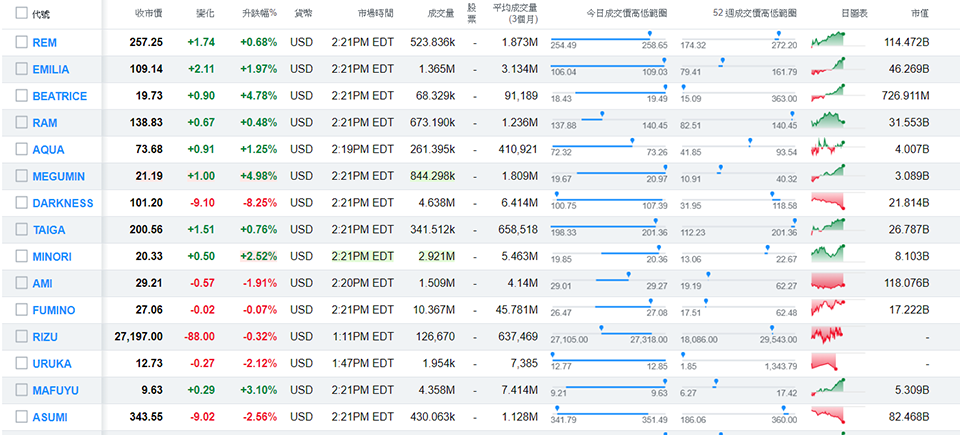 代號 收市價 變化 升跌幅% 貨幣 市場時間 成交量 股票 平均成交量 (3個月) 今日成交價高低範圍 52 週成交價高低範圍 日圖表 市值
REM 257.25 +1.74 +0.68% USD 2:21PM EDT 523.836k - 1.873M 254.49 258.65 174.32 272.20 114.472B
EMILIA 109.14 +2.11 +1.97% USD 2:21PM EDT 1.365M - 3.134M 106.04 109.03 79.41 161.79 46.269B
BEATRICE 19.73 +0.90 +4.78% USD 2:21PM EDT 68.329k - 91,189 18.43 19.49 15.09 363.00 726.911M
RAM 138.83 +0.67 +0.48% USD 2:21PM EDT 673.190k - 1.236M 137.88 140.45 82.51 140.45 31.553B
AQUA 73.68 +0.91 +1.25% USD 2:19PM EDT 261.395k - 410,921 72.32 73.26 41.85 93.54 4.007B
MEGUMIN 21.19 +1.00 +4.98% USD 2:21PM EDT 844.298k - 1.809M 19.67 20.97 10.91 40.32 3.089B
DARKNESS 101.20 -9.10 -8.25% USD 2:21PM EDT 4.638M - 6.414M 100.75 107.39 31.95 118.58 21.814B
TAIGA 200.56 +1.51 +0.76% USD 2:21PM EDT 341.512k - 658,518 198.33 201.36 112.23 201.36 26.787B
MINORI 20.33 +0.50 +2.52% USD 2:21PM EDT 2.921M - 5.463M 19.85 20.36 13.06 22.67 8.103B
AMI 29.21 -0.57 -1.91% USD 2:20PM EDT 1.509M - 4.14M 29.01 29.27 19.19 62.27 118.076B
FUMINO 27.06 -0.02 -0.07% USD 2:21PM EDT 10.367M - 45.781M 26.47 27.08 17.51 62.48 17.222B
RIZU 27,197.00 -88.00 -0.32% USD 1:11PM EDT 126,670 - 637,469 27,105.00 27,318.00 18,086.00 29,543.00 -
URUKA 12.73 -0.27 -2.12% USD 1:47PM EDT 1.954k - 7,385 12.77 12.85 1.85 1,343.79 -
MAFUYU 9.63 +0.29 +3.10% USD 2:21PM EDT 4.358M - 7.414M 9.21 9.63 6.27 17.42 5.309B
ASUMI 343.55 -9.02 -2.56% USD 2:21PM EDT 430.063k - 1.128M 341.79 351.49 186.06 360.00 82.468B